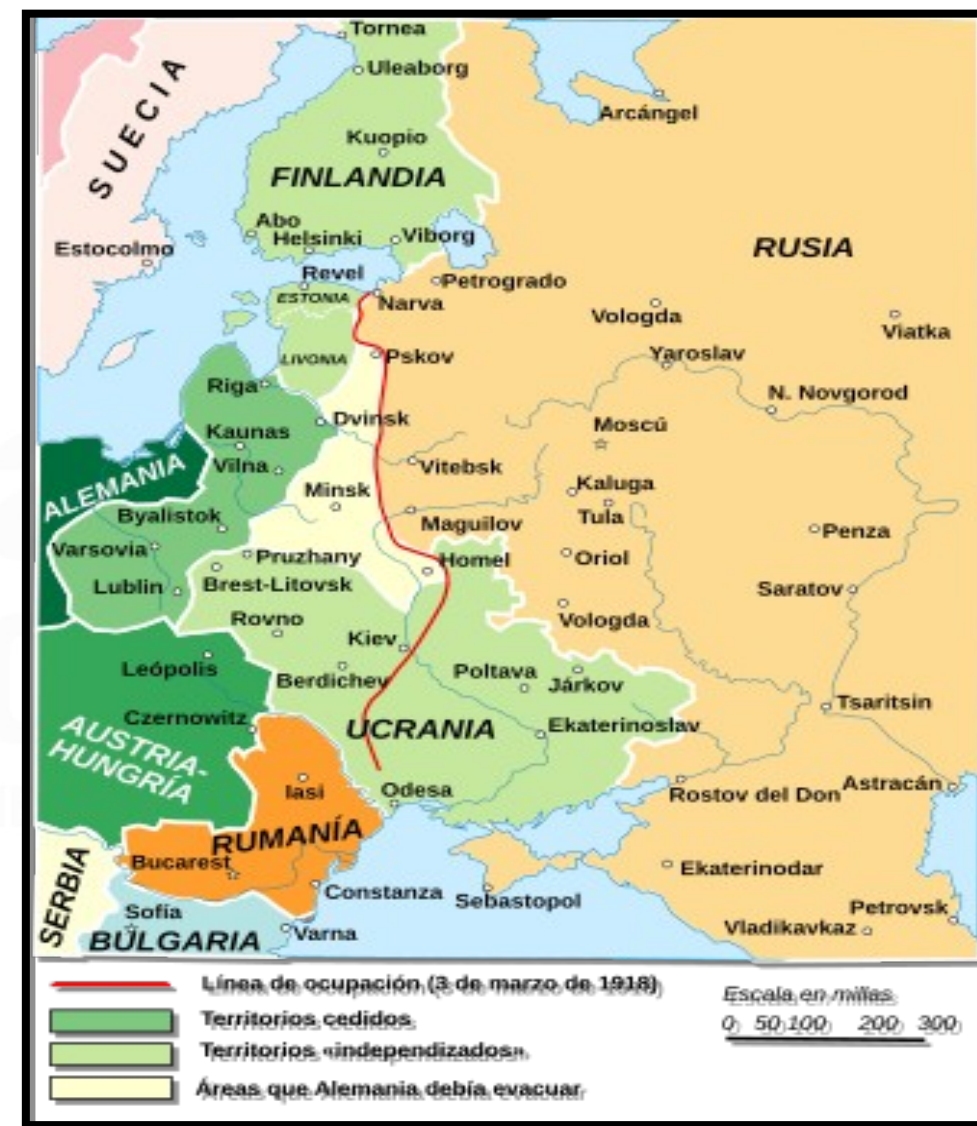 Tornea
Uleaborg
SUECIA
Arcángel
Kuopio
FINLANDIA
Abo
Helsinki
Viborg
Estocolmo
RUSIA
Revel
Petrogrado
ESTONIA
Narva
Vologda
Viatka
LIVONIA
Pskov
Yaroslav
Riga
N. Novgorod
Dvinsk
Moscú
Kaunas
Vilna
Vitebsk
ALEMANIA
Minsk
Kaluga
Byalistok
Maguilov
Tula
Penza
Varsovia
Pruzhany
Homel
Oriol
Lublin
Brest-Litovsk
Saratov
Rovno
Vologda
Kiev
Leópolis
Berdichev
Poltava
Járkov
Tsaritsin
Czernowitz
UCRANIA
Ekaterinoslav
AUSTRIA-
HUNGRÍA
Iasi
Odesa
Rostov del Don
Astracán
RUMANÍA
Bucarest
Ekaterinodar
SERBIA
Constanza
Sebastopol
Sofía
Petrovsk
BULGARIA
Varna
Vladikavkaz
Línea de ocupación (3 de marzo de 1918)
Territorios cedidos
Territorios «independizados»
Áreas que Alemania debía evacuar
Escala en millas
0 50 100 200 300